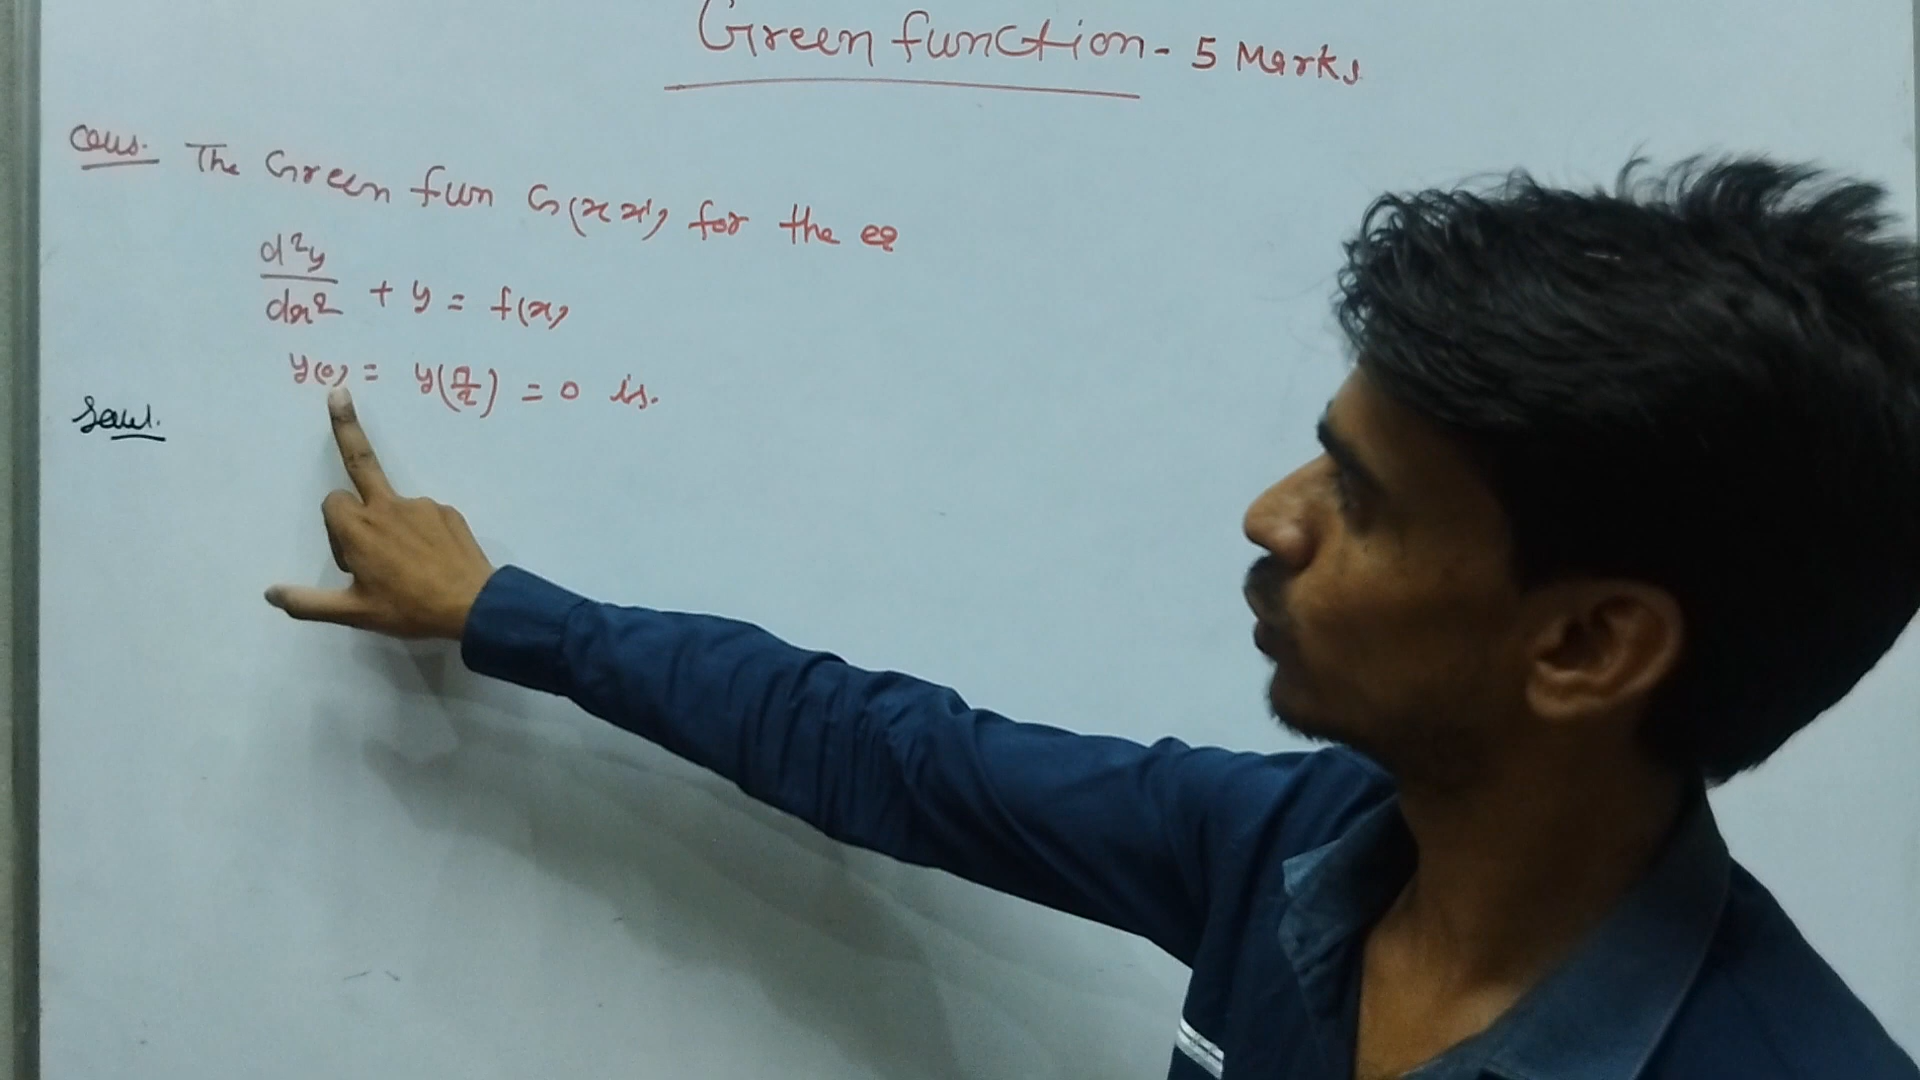 Green function - 5 Marks
Ques. The Green fun G(x x') for the eq
d²y/dx² + y = f(x)
y(0) = y(π/2) = 0 is.
Soul.